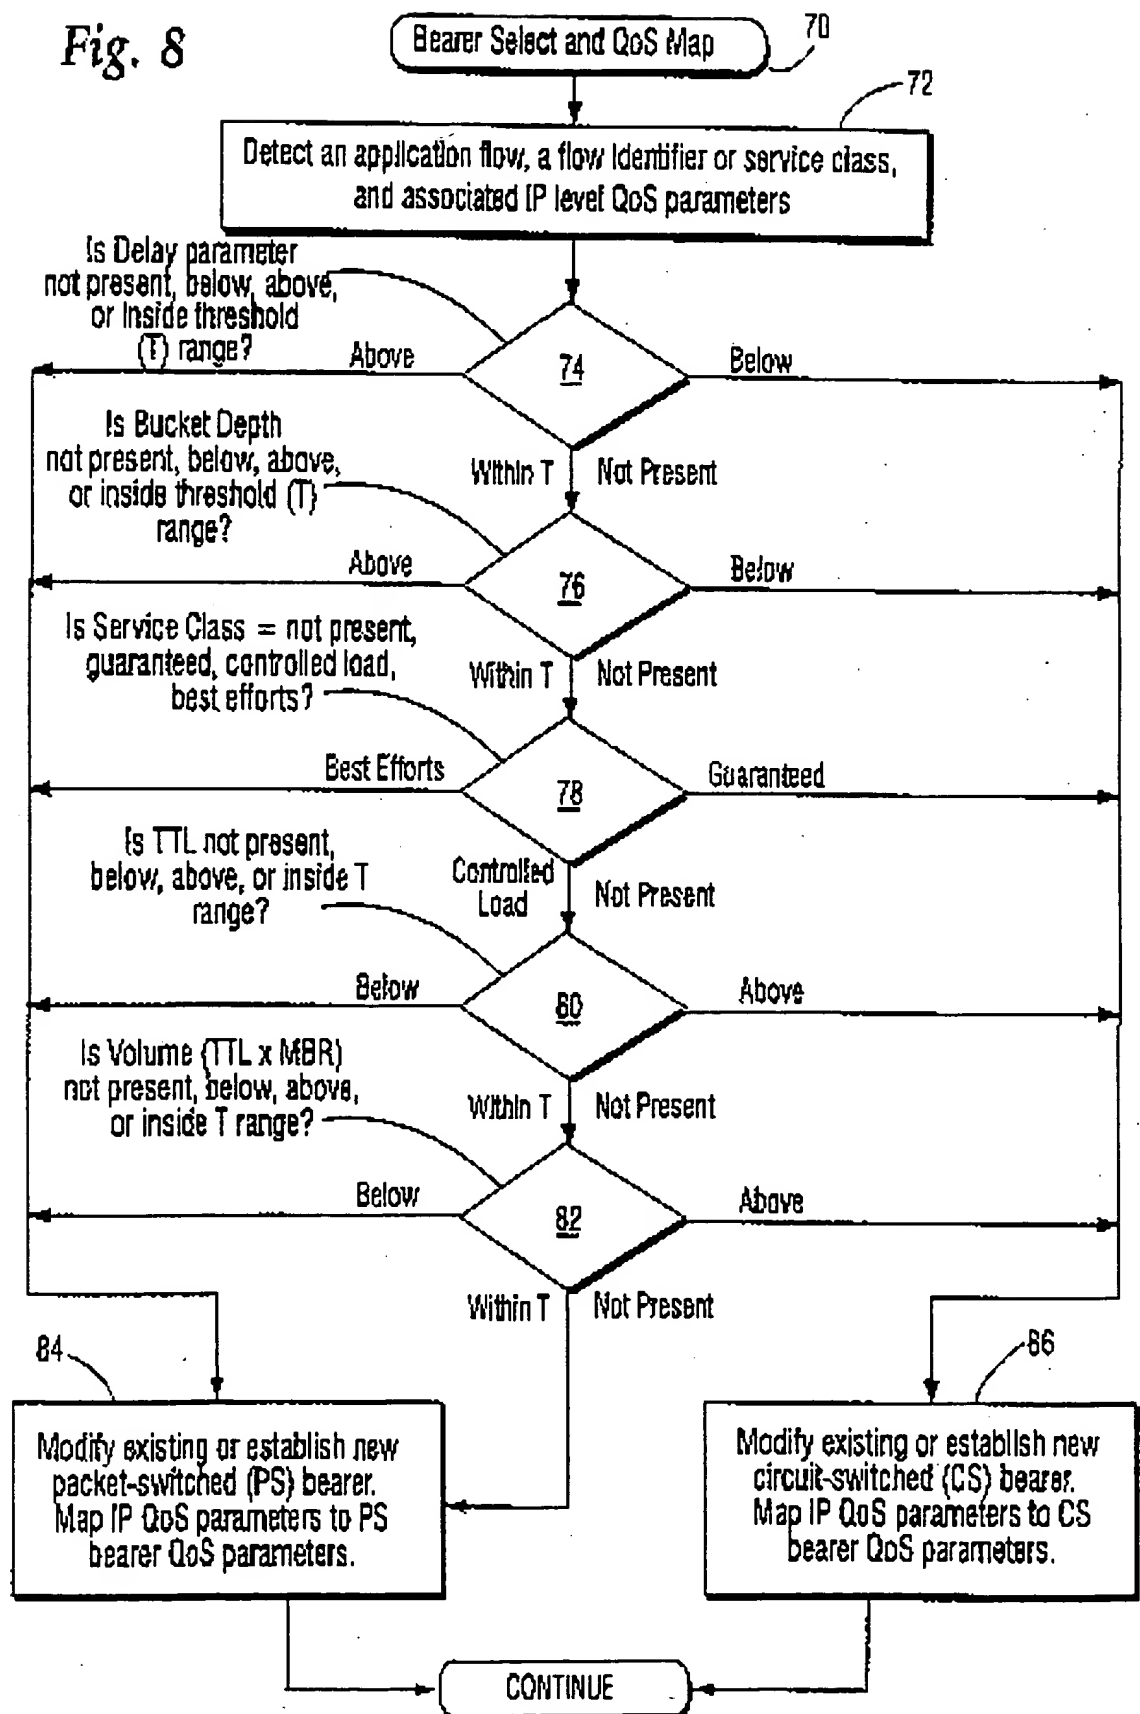 Fig. 8
Bearer Select and QoS Map
70
72
Detect an application flow, a flow identifier or service class,
and associated IP level QoS parameters
Is Delay parameter
not present, below, above,
or inside threshold
(T) range?
Above
74
Below
Within T
Not Present
Is Bucket Depth
not present, below, above,
or inside threshold (T)
range?
Above
76
Below
Within T
Not Present
Is Service Class = not present,
guaranteed, controlled load,
best efforts?
Best Efforts
78
Guaranteed
Controlled
Load
Not Present
Is TTL not present,
below, above, or inside T
range?
Below
80
Above
Within T
Not Present
Is Volume (TTL x MBR)
not present, below, above,
or inside T range?
Below
82
Above
Within T
Not Present
84
Modify existing or establish new
packet-switched (PS) bearer.
Map IP QoS parameters to PS
bearer QoS parameters.
86
Modify existing or establish new
circuit-switched (CS) bearer.
Map IP QoS parameters to CS
bearer QoS parameters.
CONTINUE